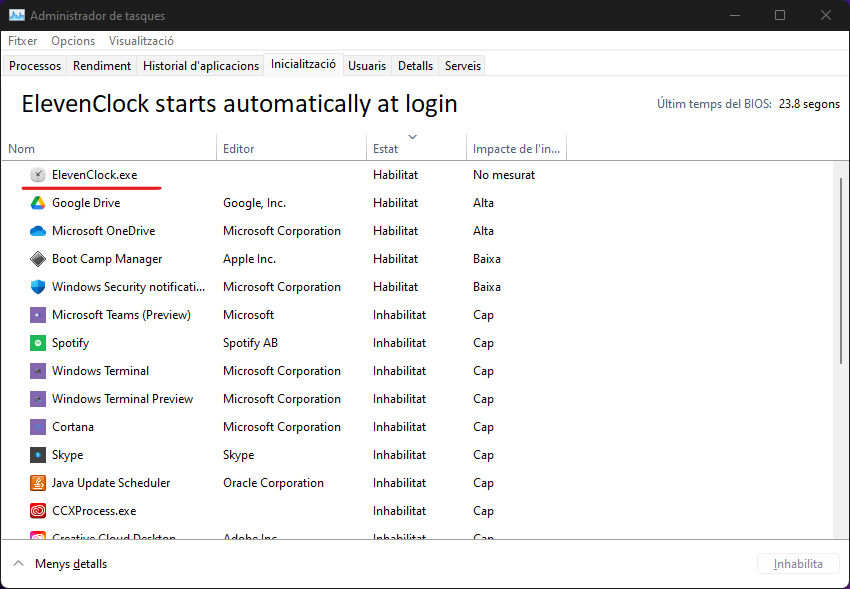 Administrador de tasques
Fitxer Opcions Visualització
Processos Rendiment Historial d'aplicacions Inicialització Usuaris Detalls Serveis
ElevenClock starts automatically at login
Últim temps del BIOS: 23.8 segons
Nom Editor Estat Impacte de l'in...
ElevenClock.exe Habilitat No mesurat
Google Drive Google, Inc. Habilitat Alta
Microsoft OneDrive Microsoft Corporation Habilitat Alta
Boot Camp Manager Apple Inc. Habilitat Baixa
Windows Security notificati... Microsoft Corporation Habilitat Baixa
Microsoft Teams (Preview) Microsoft Inhabilitat Cap
Spotify Spotify AB Inhabilitat Cap
Windows Terminal Microsoft Corporation Inhabilitat Cap
Windows Terminal Preview Microsoft Corporation Inhabilitat Cap
Cortana Microsoft Corporation Inhabilitat Cap
Skype Skype Inhabilitat Cap
Java Update Scheduler Oracle Corporation Inhabilitat Cap
CCXProcess.exe Inhabilitat Cap
Creative Cloud Desktop Adobe Inc. Inhabilitat Cap
Menys detalls
Inhabilita